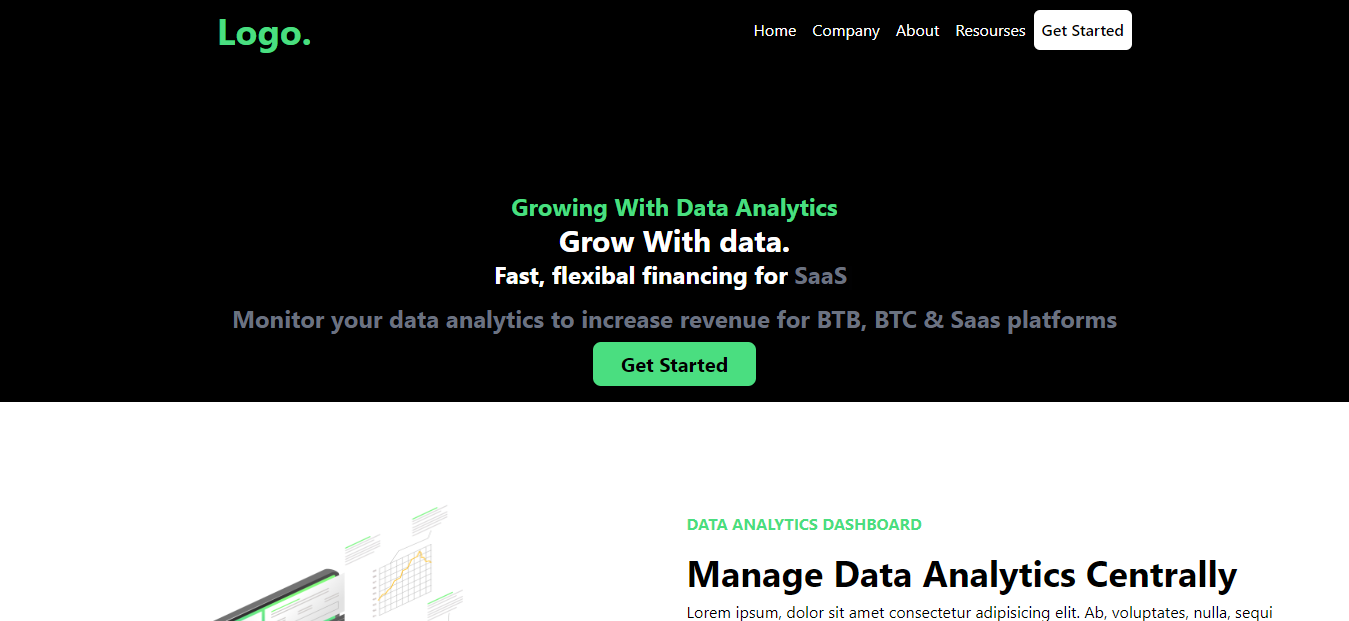 Logo.
Home Company About Resourses Get Started
Growing With Data Analytics
Grow With data.
Fast, flexibal financing for SaaS
Monitor your data analytics to increase revenue for BTB, BTC & Saas platforms
Get Started
DATA ANALYTICS DASHBOARD
Manage Data Analytics Centrally
Lorem ipsum, dolor sit amet consectetur adipisicing elit. Ab, voluptates, nulla, sequi